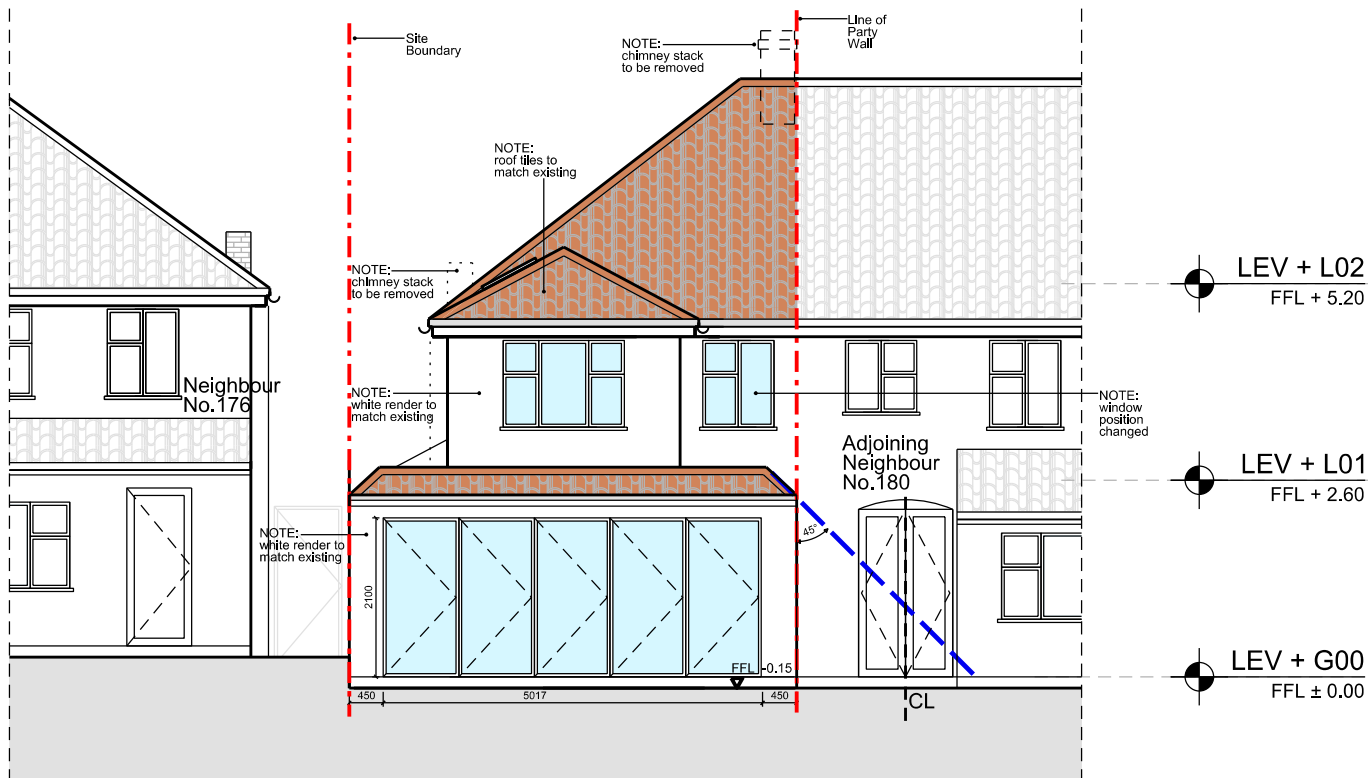 Site
Boundary
NOTE:
chimney stack
to be removed
Line of
Party
Wall
NOTE:
roof tiles to
match existing
NOTE:
chimney stack
to be removed
LEV + L02
FFL + 5.20
Neighbour
No.176
NOTE:
white render to
match existing
NOTE:
window
position
changed
Adjoining
Neighbour
No.180
LEV + L01
FFL + 2.60
NOTE:
white render to
match existing
45°
2100
FFL -0.15
LEV + G00
FFL ± 0.00
450
5017
450
CL